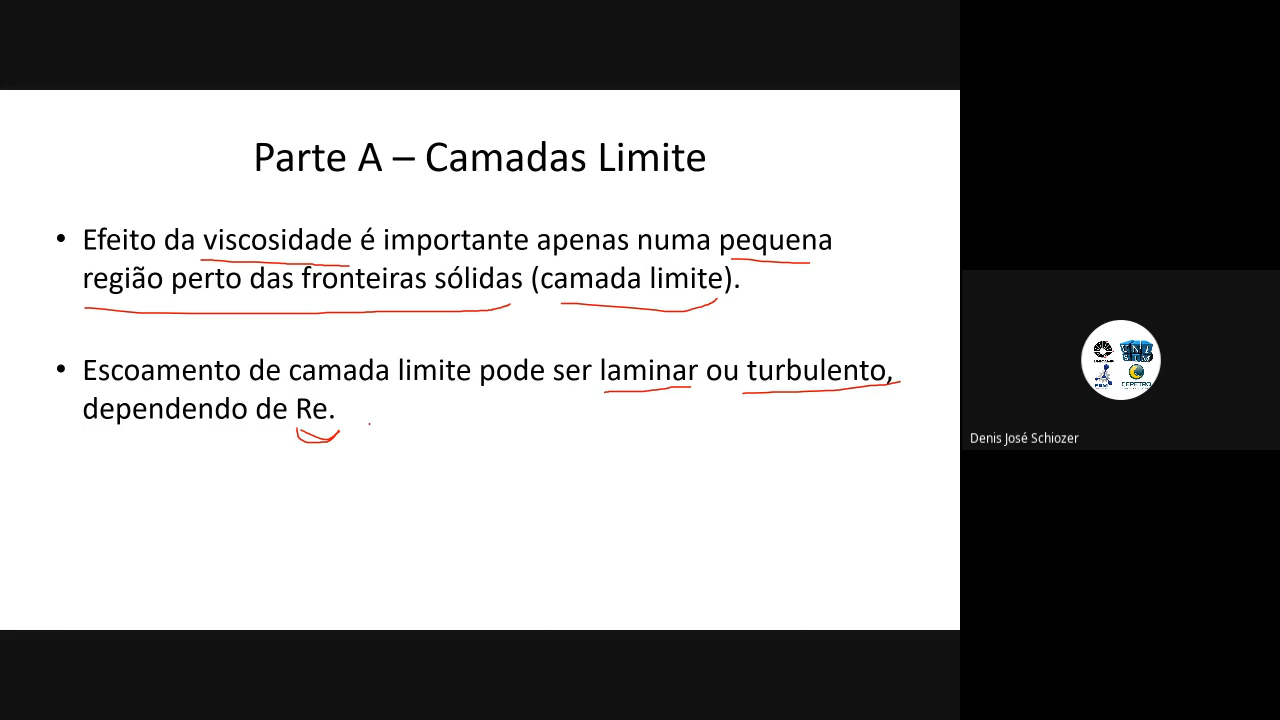 Parte A – Camadas Limite
• Efeito da viscosidade é importante apenas numa pequena
região perto das fronteiras sólidas (camada limite).
• Escoamento de camada limite pode ser laminar ou turbulento,
dependendo de Re.
Denis José Schiozer